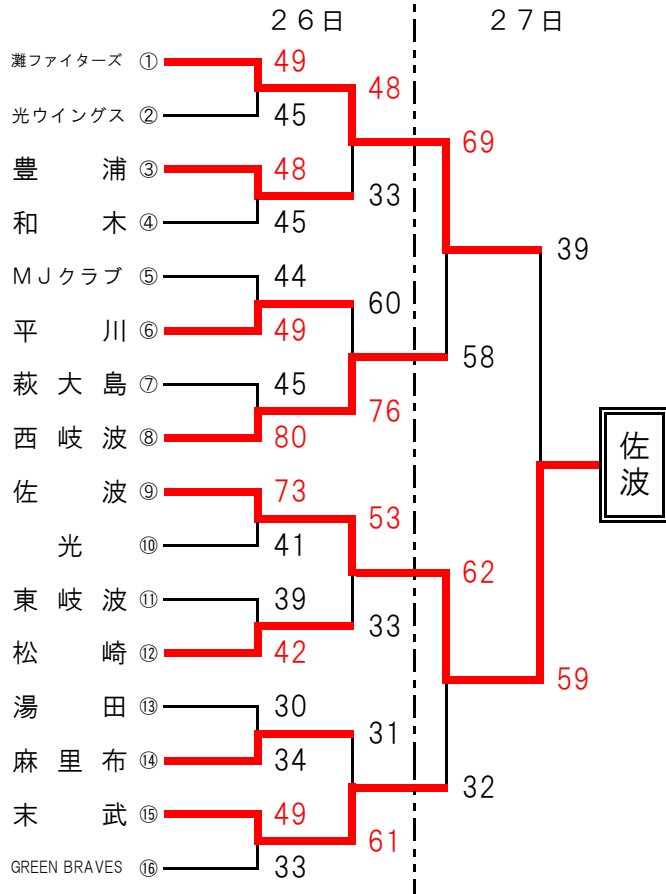 ２６日 ２７日
灘ファイターズ ① 49
48
光ウイングス ② 45
69
豊浦 ③ 48
33
和木 ④ 45
39
ＭＪクラブ ⑤ 44
60
平川 ⑥ 49
58
萩大島 ⑦ 45
76
西岐波 ⑧ 80
佐波
佐波 ⑨ 73
53
光 ⑩ 41
62
東岐波 ⑪ 39
33
松崎 ⑫ 42
59
湯田 ⑬ 30
31
麻里布 ⑭ 34
32
末武 ⑮ 49
61
GREEN BRAVES ⑯ 33